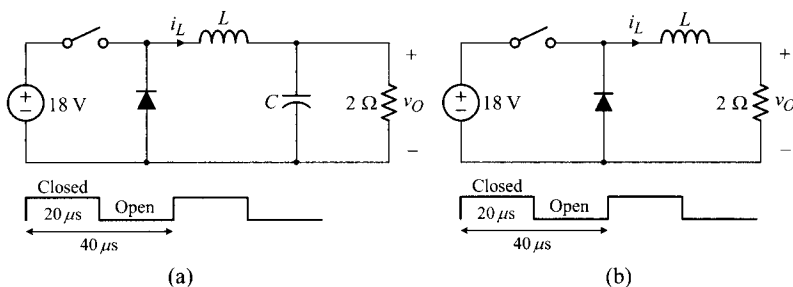 i_L
L
18 V
C
2 Ω
v_O
+
−
Closed
20 μs
Open
40 μs
(a)
i_L
L
18 V
2 Ω
v_O
+
−
Closed
20 μs
Open
40 μs
(b)